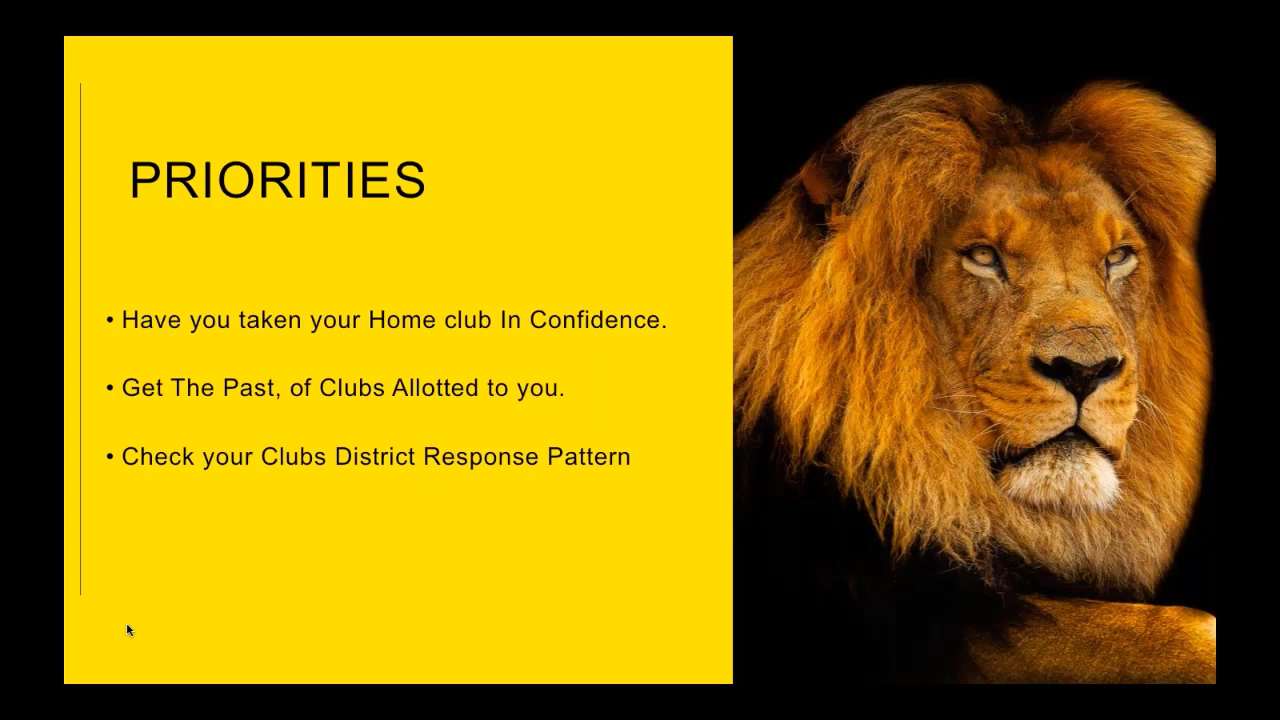 PRIORITIES
• Have you taken your Home club In Confidence.
• Get The Past, of Clubs Allotted to you.
• Check your Clubs District Response Pattern